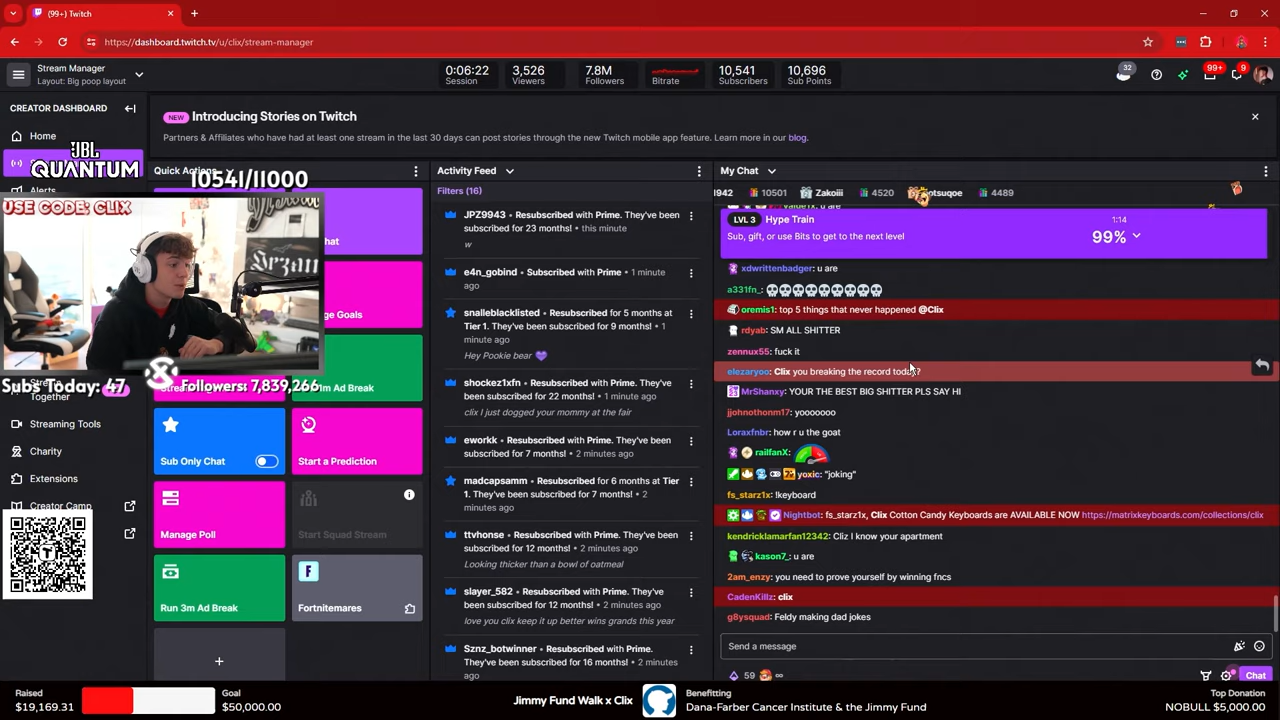 (99+) Twitch
https://dashboard.twitch.tv/u/clix/stream-manager
Stream Manager
Layout: Big poop layout
0:06:22
Session
3,526
Viewers
7.8M
Followers
Bitrate
10,541
Subscribers
10,696
Sub Points
32
99+
9
CREATOR DASHBOARD
Home
Alerts
JBL
QUANTUM
NEW
Introducing Stories on Twitch
Partners & Affiliates who have had at least one stream in the last 30 days can post stories through the new Twitch mobile app feature. Learn more in our blog.
Quick Actions
10541/11000
USE CODE: CLIX
Subs Today: 47
Followers: 7,839,266
Together
Streaming Tools
Charity
Extensions
Creator Camp
Sub Only Chat
Start a Prediction
Manage Poll
Start Squad Stream
Run 3m Ad Break
F
Fortnitemares
Activity Feed
Filters (16)
JPZ9943 • Resubscribed with Prime. They've been
subscribed for 23 months! • this minute
w
e4n_gobind • Subscribed with Prime • 1 minute
ago
snalleblacklisted • Resubscribed for 5 months at
Tier 1. They've been subscribed for 9 months! • 1
minute ago
Hey Pookie bear
shockez1xfn • Resubscribed with Prime. They've been
subscribed for 22 months! • 1 minute ago
clix I just dogged your mommy at the fair
eworkk • Resubscribed with Prime. They've been
subscribed for 7 months! • 2 minutes ago
madcapsamm • Resubscribed for 6 months at Tier
1. They've been subscribed for 7 months! • 2
minutes ago
ttvhonse • Resubscribed with Prime. They've been
subscribed for 12 months! • 2 minutes ago
Looking thicker than a bowl of oatmeal
slayer_582 • Resubscribed with Prime. They've been
subscribed for 12 months! • 2 minutes ago
love you clix keep it up better wins grands this year
Sznz_botwinner • Resubscribed with Prime.
They've been subscribed for 16 months! • 2 minutes
ago
My Chat
1942
10501
Zakoiii
4520
otsuqoe
4489
LVL 3
Hype Train
1:14
Sub, gift, or use Bits to get to the next level
99%
xdwrittenbadger: u are
a331fn_: 💀💀💀💀💀💀💀💀💀
oremis1: top 5 things that never happened @Clix
rdyab: SM ALL SHITTER
zennux55: fuck it
elezaryoo: Clix you breaking the record today?
MrShanxy: YOUR THE BEST BIG SHITTER PLS SAY HI
jjohnothonm17: yooooooo
Loraxfnbr: how r u the goat
railfanX:
yoxic: "joking"
fs_starz1x: !keyboard
Nightbot: fs_starz1x, Clix Cotton Candy Keyboards are AVAILABLE NOW https://matrixkeyboards.com/collections/clix
kendricklamarfan12342: Cliz I know your apartment
kason7_: u are
2am_enzy: you need to prove yourself by winning fncs
CadenKillz: clix
g8ysquad: Feldy making dad jokes
Send a message
59
∞
Chat
Raised
$19,169.31
Goal
$50,000.00
Jimmy Fund Walk x Clix
Benefitting
Dana-Farber Cancer Institute & the Jimmy Fund
Top Donation
NOBULL $5,000.00